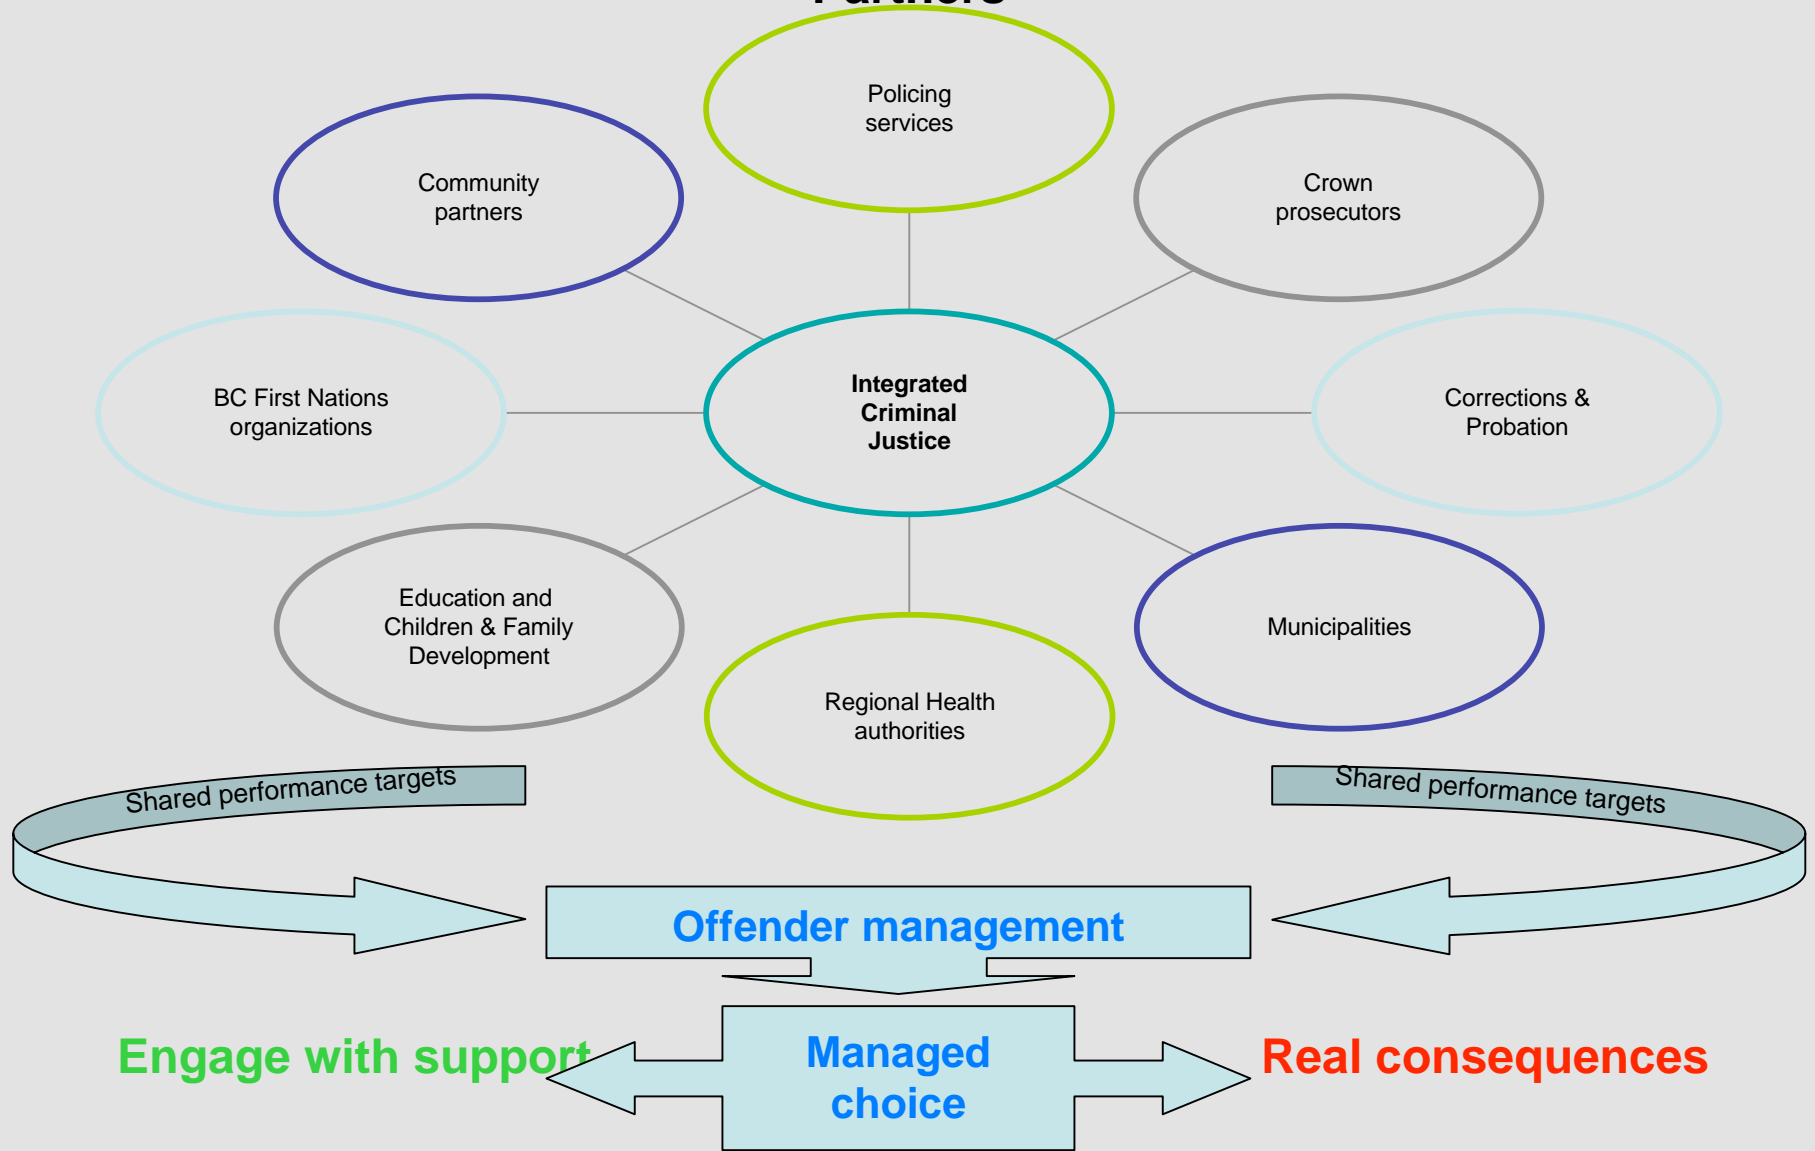 Partners
Policing
services
Community
partners
Crown
prosecutors
BC First Nations
organizations
Integrated
Criminal
Justice
Corrections &
Probation
Education and
Children & Family
Development
Municipalities
Regional Health
authorities
Shared performance targets
Shared performance targets
Offender management
Engage with support
Managed
choice
Real consequences